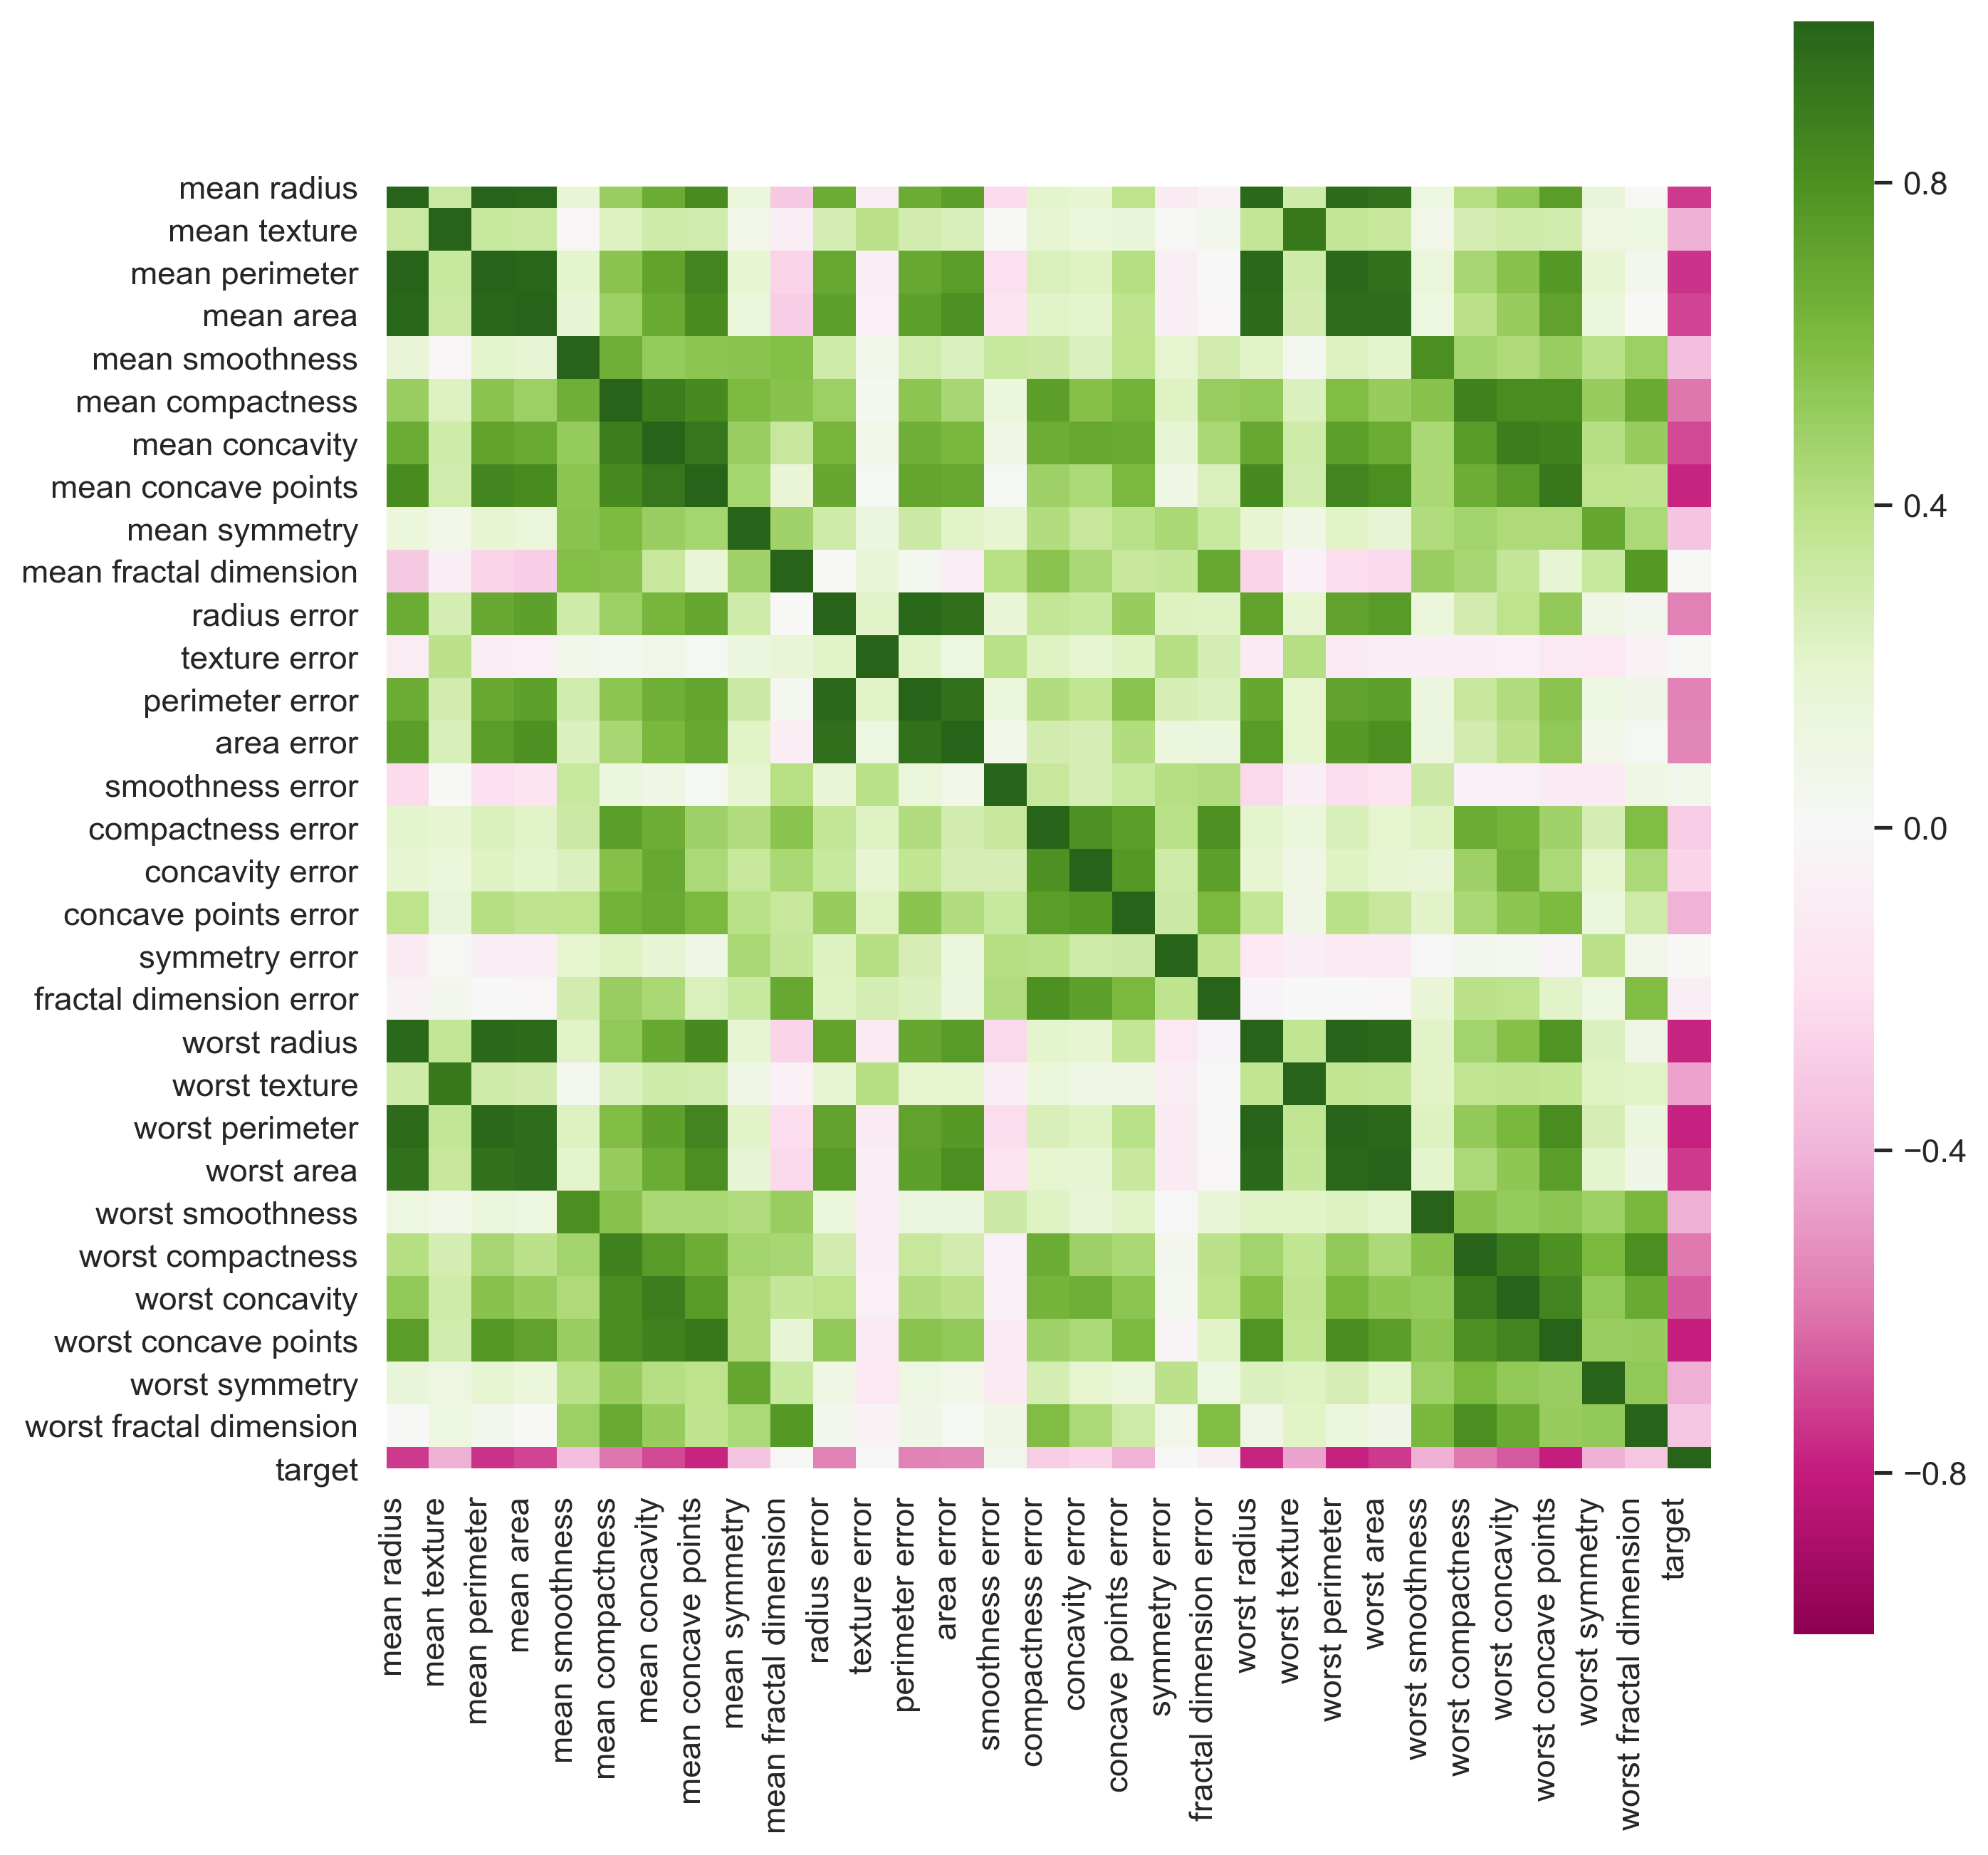 mean radius
mean texture
mean perimeter
mean area
mean smoothness
mean compactness
mean concavity
mean concave points
mean symmetry
mean fractal dimension
radius error
texture error
perimeter error
area error
smoothness error
compactness error
concavity error
concave points error
symmetry error
fractal dimension error
worst radius
worst texture
worst perimeter
worst area
worst smoothness
worst compactness
worst concavity
worst concave points
worst symmetry
worst fractal dimension
target
mean radius
mean texture
mean perimeter
mean area
mean smoothness
mean compactness
mean concavity
mean concave points
mean symmetry
mean fractal dimension
radius error
texture error
perimeter error
area error
smoothness error
compactness error
concavity error
concave points error
symmetry error
fractal dimension error
worst radius
worst texture
worst perimeter
worst area
worst smoothness
worst compactness
worst concavity
worst concave points
worst symmetry
worst fractal dimension
target
0.8
0.4
0.0
−0.4
−0.8